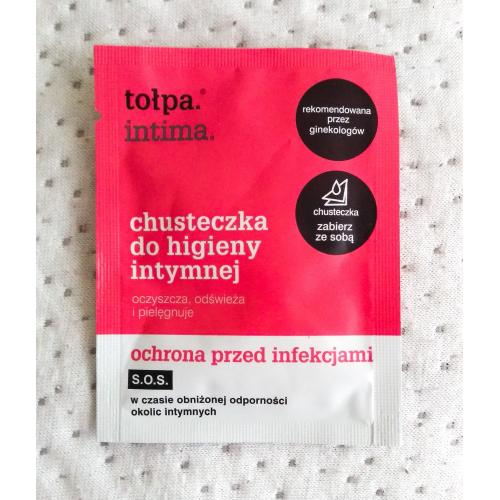 tołpa.®
intima.®
rekomendowana
przez
ginekologów
chusteczka
zabierz
ze sobą
chusteczka
do higieny
intymnej
oczyszcza, odświeża
i pielęgnuje
ochrona przed infekcjami
S.O.S.
w czasie obniżonej odporności
okolic intymnych